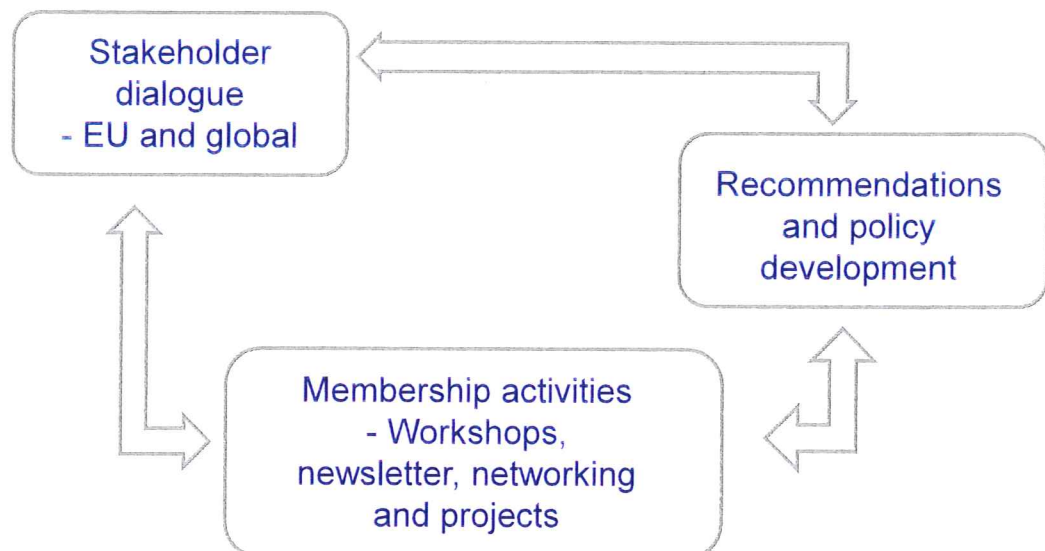 Stakeholder
dialogue
- EU and global
Recommendations
and policy
development
Membership activities
- Workshops,
newsletter, networking
and projects